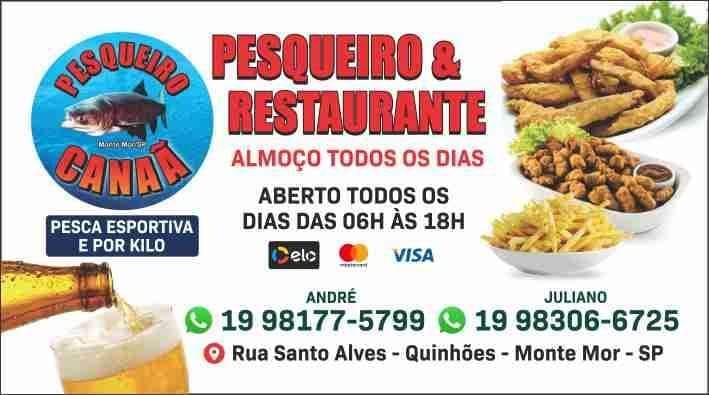 PESQUEIRO
Monte Mor/SP
CANAÃ
PESCA ESPORTIVA
E POR KILO
PESQUEIRO &
RESTAURANTE
ALMOÇO TODOS OS DIAS
ABERTO TODOS OS
DIAS DAS 06H ÀS 18H
elo
mastercard
VISA
ANDRÉ
19 98177-5799
JULIANO
19 98306-6725
Rua Santo Alves - Quinhões - Monte Mor - SP